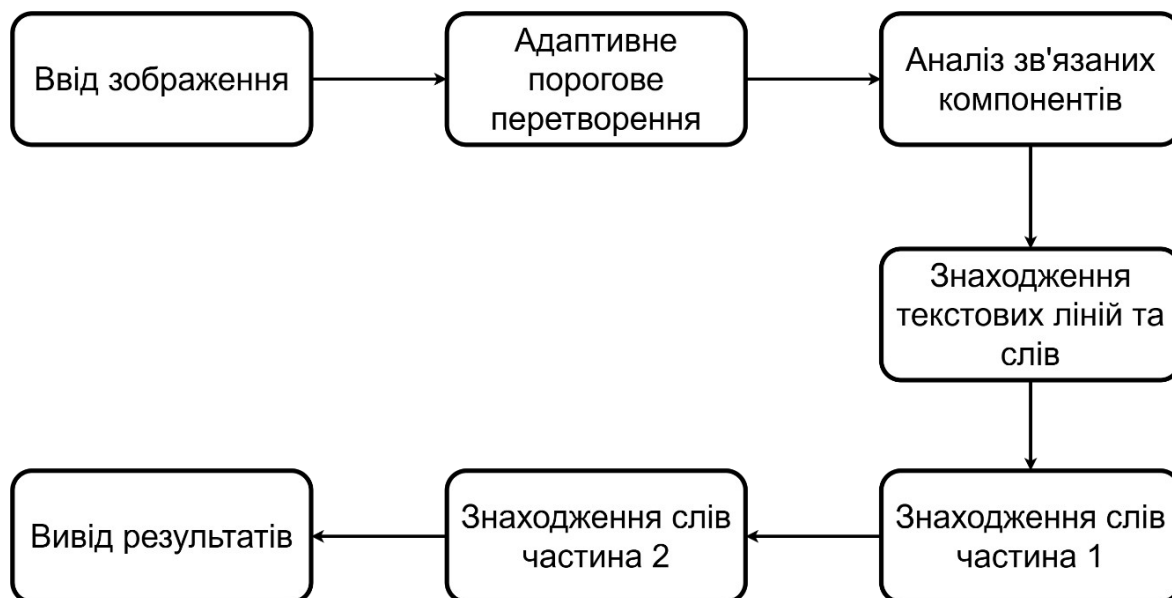 Ввід зображення
Адаптивне
порогове
перетворення
Аналіз зв'язаних
компонентів
Знаходження
текстових ліній та
слів
Знаходження слів
частина 1
Знаходження слів
частина 2
Вивід результатів